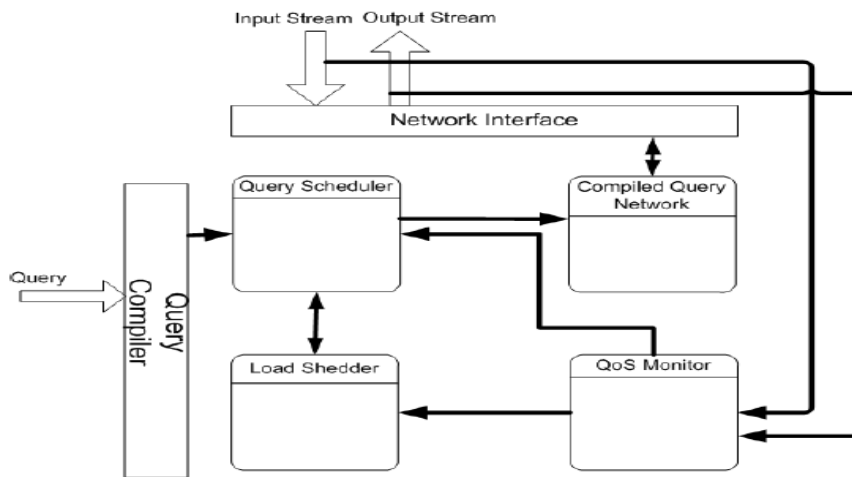 Input Stream Output Stream
Network Interface
Query Scheduler
Compiled Query
Network
Query
Query
Compiler
Load Shedder
QoS Monitor